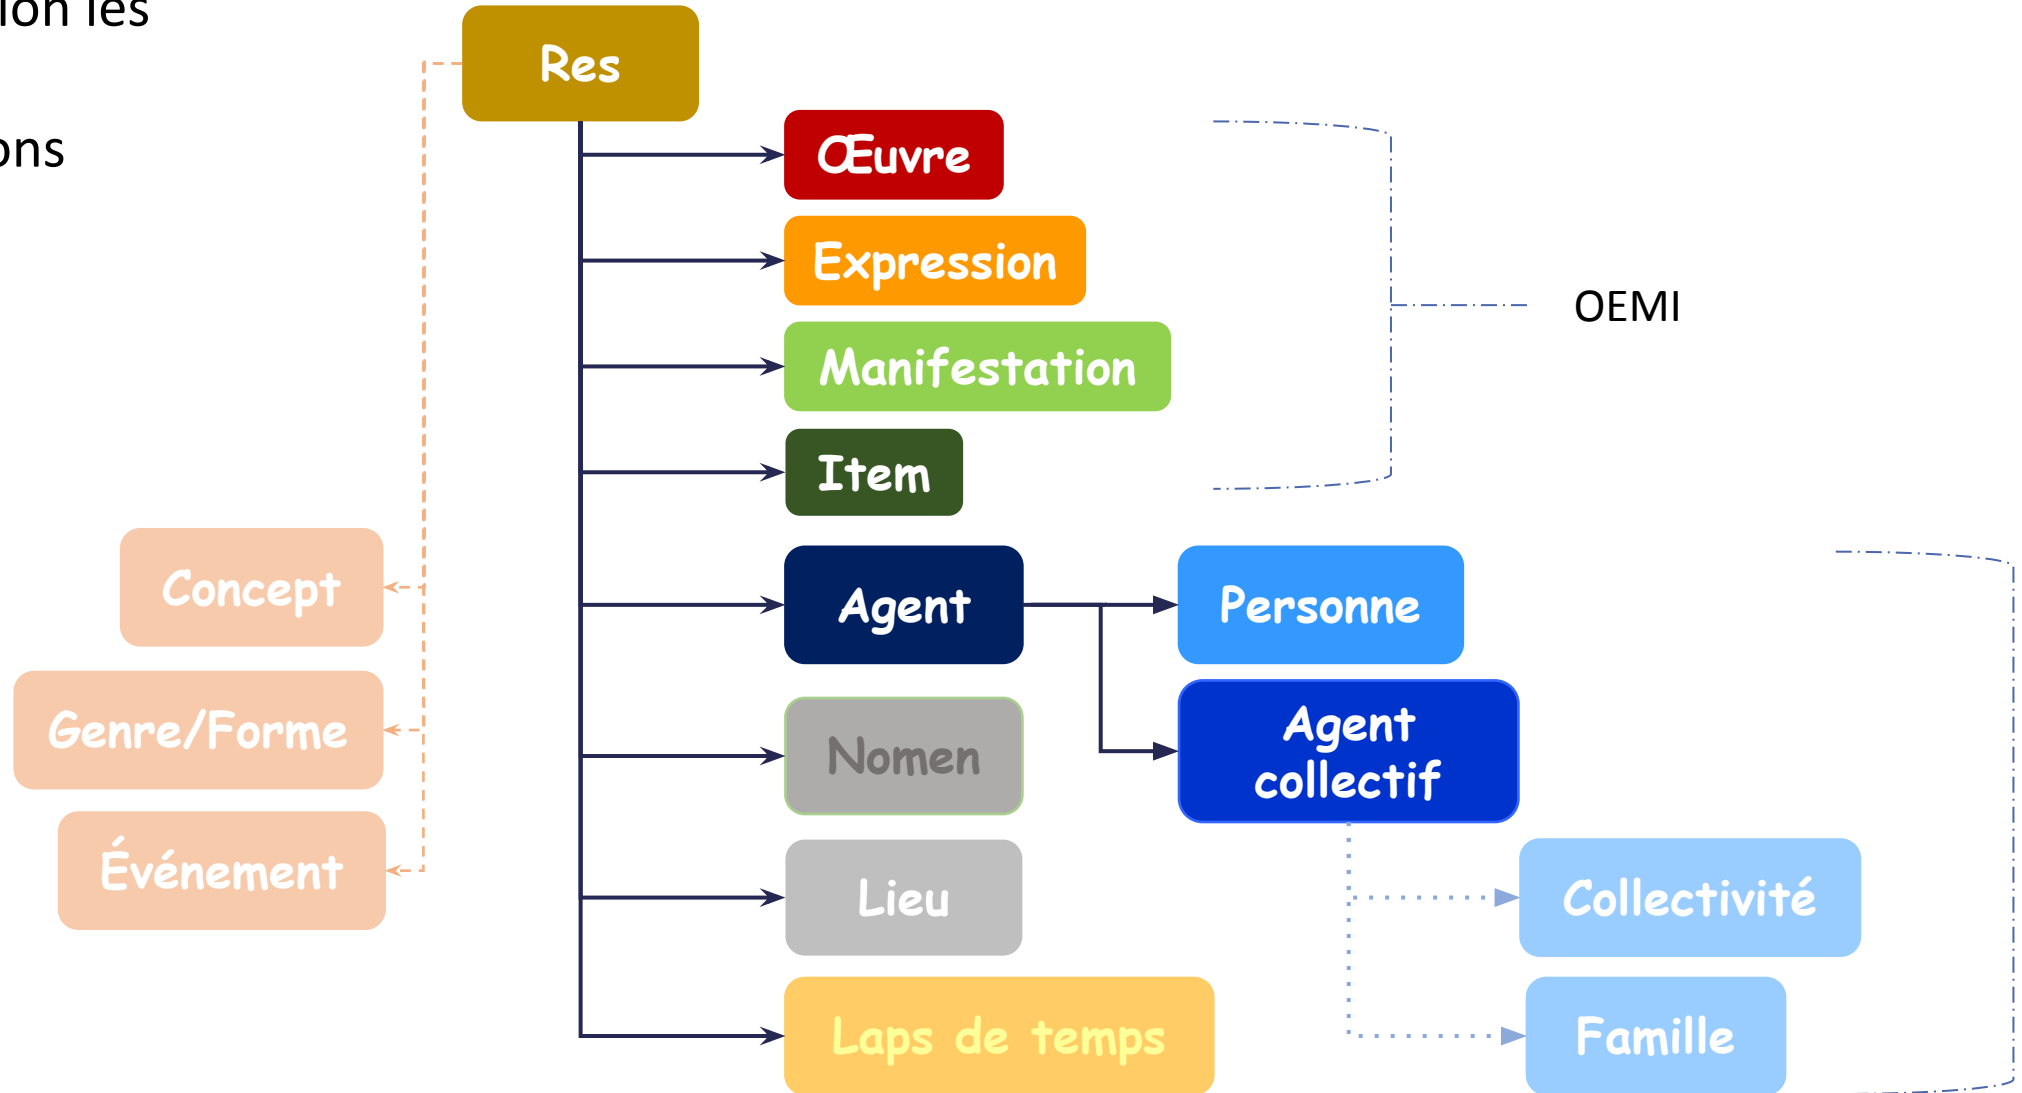 les
Res
Œuvre
Expression
OEMI
Manifestation
Item
Concept
Agent
Personne
Genre/Forme
Nomen
Agent
collectif
Événement
Lieu
Collectivité
Laps de temps
Famille